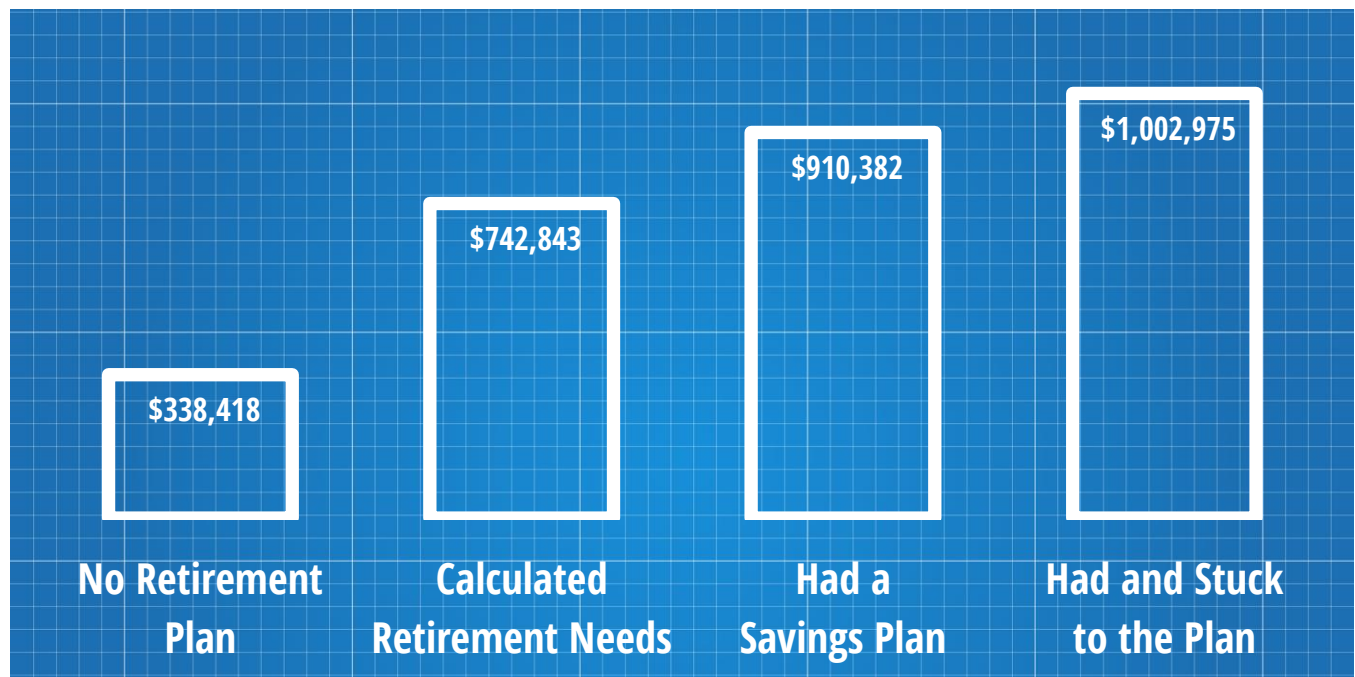 $1,002,975
$910,382
$742,843
$338,418
No Retirement
Plan
Calculated
Retirement Needs
Had a
Savings Plan
Had and Stuck
to the Plan